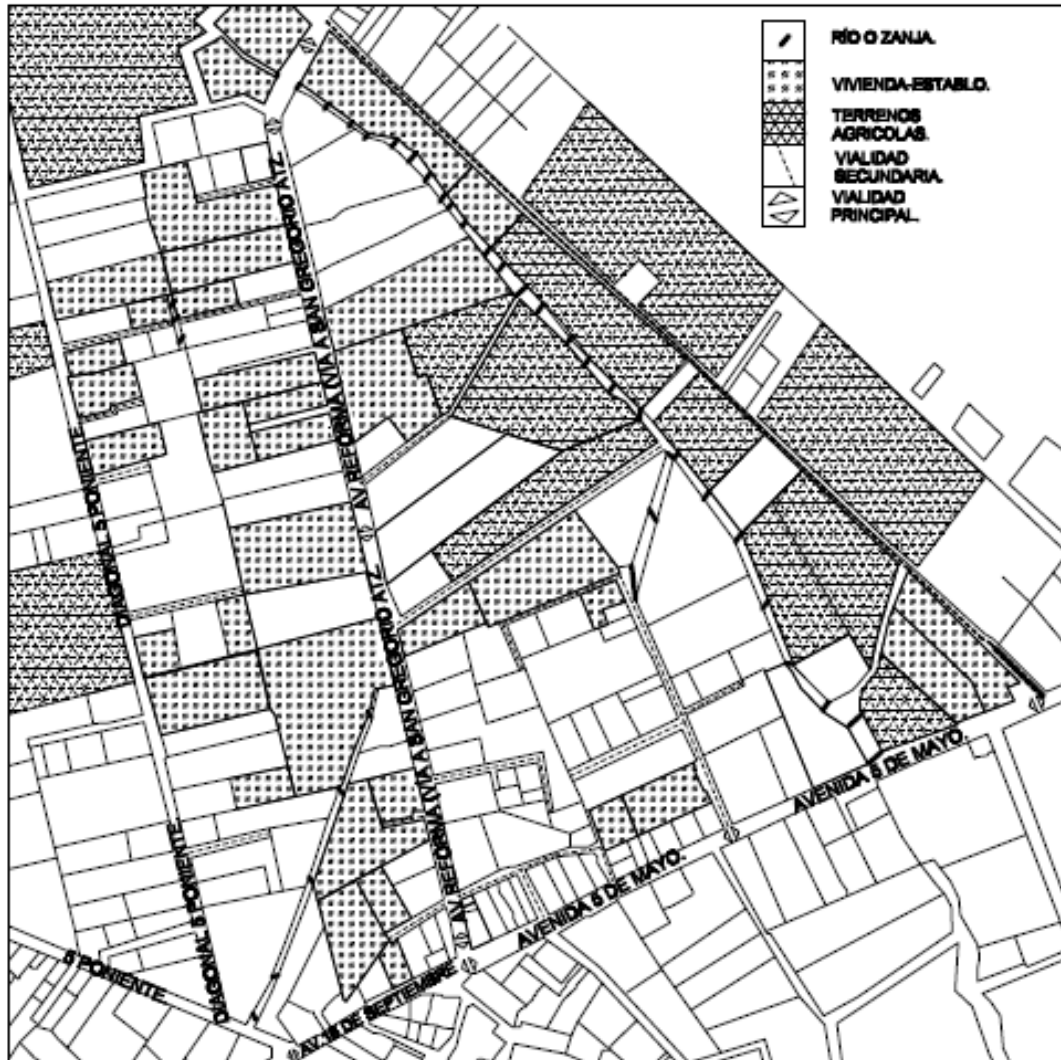 RÍO O ZANJA.
VIVIENDA-ESTABLO.
TERRENOS
AGRICOLAS.
VIALIDAD
SECUNDARIA.
VIALIDAD
PRINCIPAL.
AV. REFORMA (VIA A SAN GREGORIO ATZ.
DIAGONAL 5 PONIENTE
AV. REFORMA (VIA A SAN GREGORIO ATZ.
AVENIDA 5 DE MAYO.
DIAGONAL 5 PONIENTE
AVENIDA 5 DE MAYO.
5 PONIENTE
AV. 16 DE SEPTIEMBRE